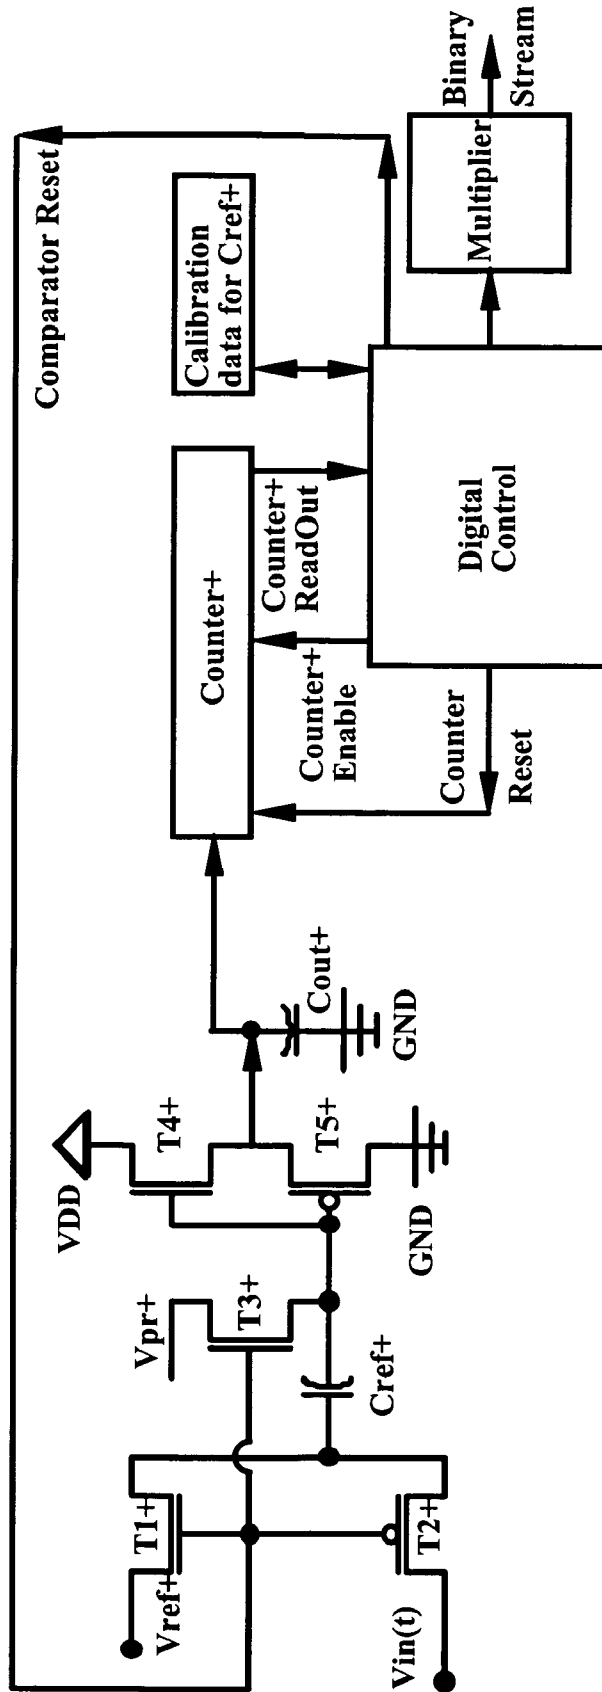 Comparator Reset
VDD
Vpr+
Vref+
T1+
T3+
T4+
T5+
T2+
Vin(t)
Cref+
GND
Cout+
GND
Counter+
Counter+
Enable
Counter+
ReadOut
Counter
Reset
Calibration
data for Cref+
Digital
Control
Multiplier
Binary
Stream